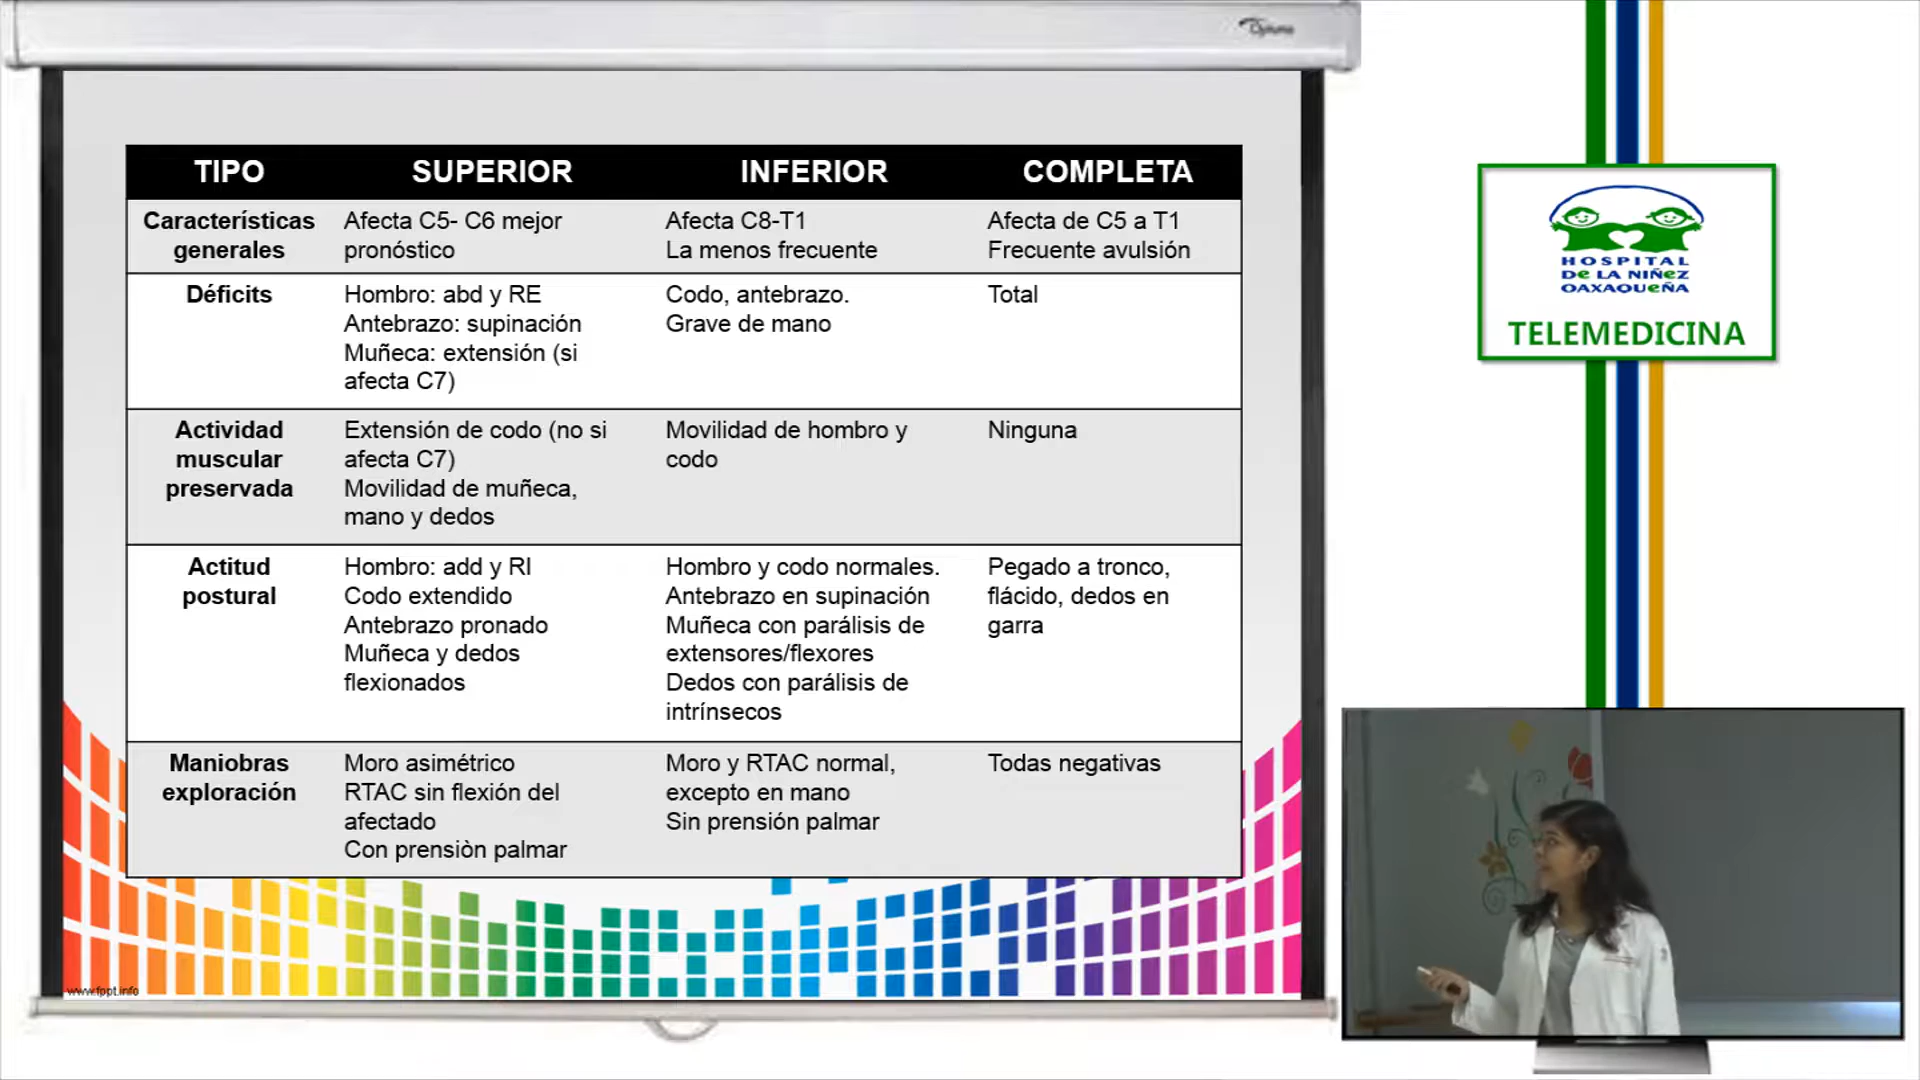 Optoma
TIPO SUPERIOR INFERIOR COMPLETA
Características generales
Afecta C5- C6 mejor
pronóstico
Afecta C8-T1
La menos frecuente
Afecta de C5 a T1
Frecuente avulsión
Déficits
Hombro: abd y RE
Antebrazo: supinación
Muñeca: extensión (si
afecta C7)
Codo, antebrazo.
Grave de mano
Total
Actividad
muscular
preservada
Extensión de codo (no si
afecta C7)
Movilidad de muñeca,
mano y dedos
Movilidad de hombro y
codo
Ninguna
Actitud
postural
Hombro: add y RI
Codo extendido
Antebrazo pronado
Muñeca y dedos
flexionados
Hombro y codo normales.
Antebrazo en supinación
Muñeca con parálisis de
extensores/flexores
Dedos con parálisis de
intrínsecos
Pegado a tronco,
flácido, dedos en
garra
Maniobras
exploración
Moro asimétrico
RTAC sin flexión del
afectado
Con prensiòn palmar
Moro y RTAC normal,
excepto en mano
Sin prensión palmar
Todas negativas
www.fppt.info
HOSPITAL
De LA NIÑeZ
OAXAQUeÑA
TELEMEDICINA